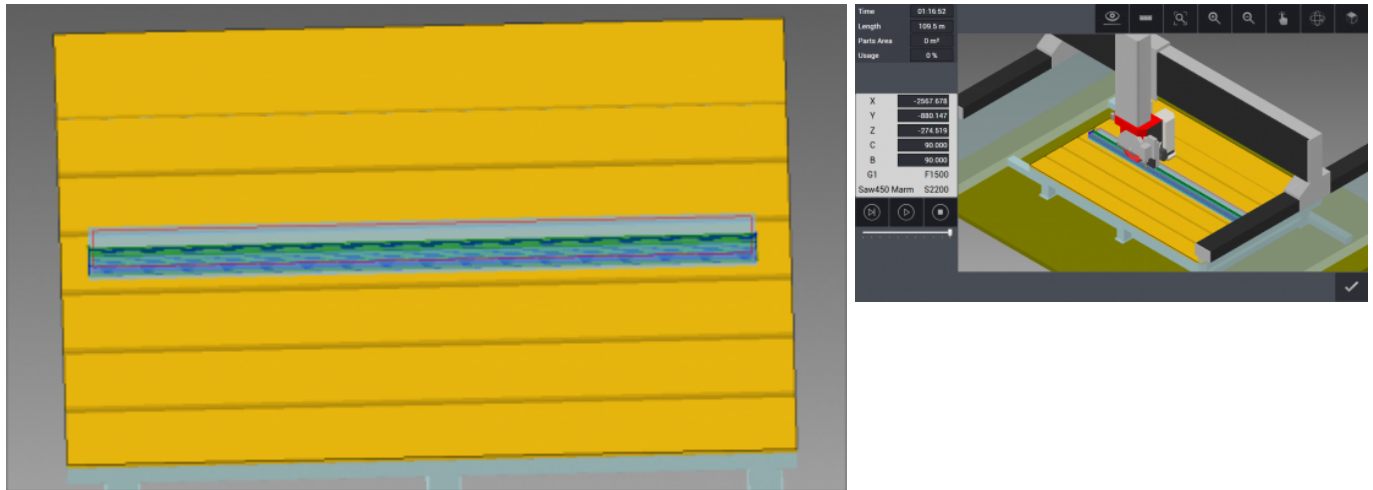 Time 01:16:52
Length 109.5 m
Parts Area 0 m²
Usage 0 %
X -2567.678
Y -880.147
Z -274.519
C 90.000
B 90.000
G1 F1500
Saw450 Marm S2200